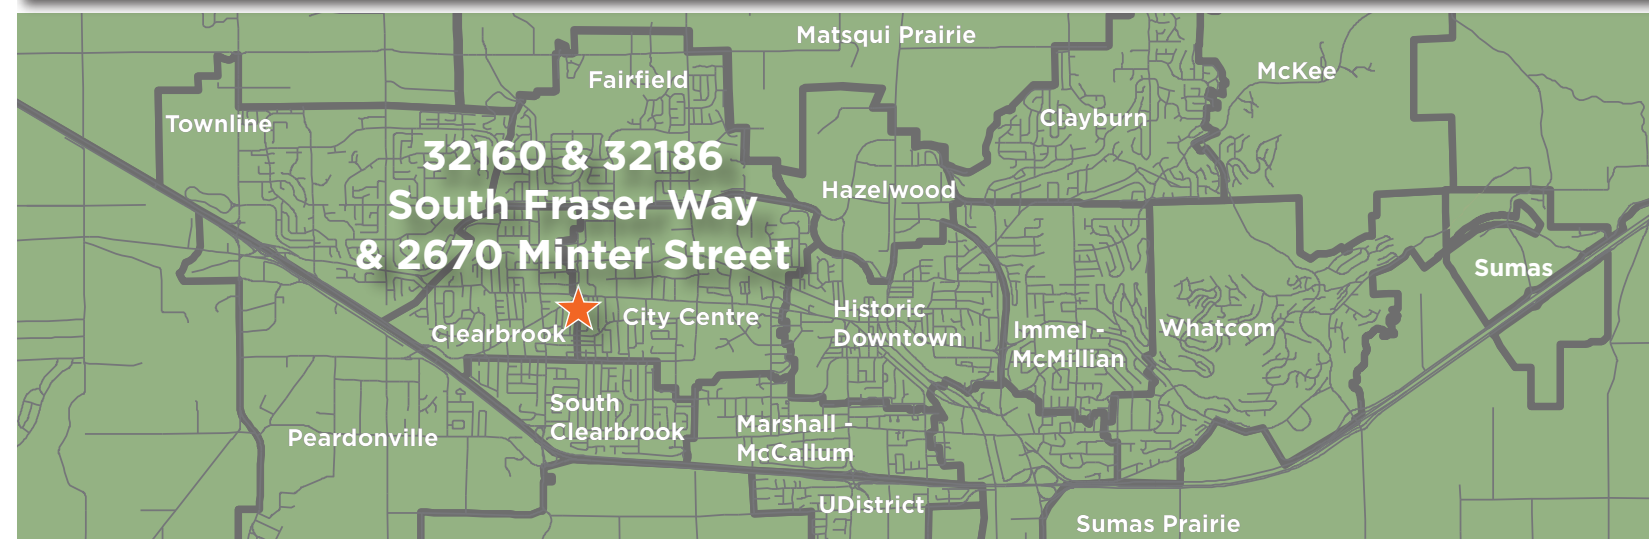 Matsqui Prairie
McKee
Fairfield
Clayburn
Townline
32160 & 32186
South Fraser Way
& 2670 Minter Street
Hazelwood
Sumas
Clearbrook
City Centre
Historic
Downtown
Immel -
McMillian
Whatcom
South
Clearbrook
Peardonville
Marshall -
McCallum
UDistrict
Sumas Prairie